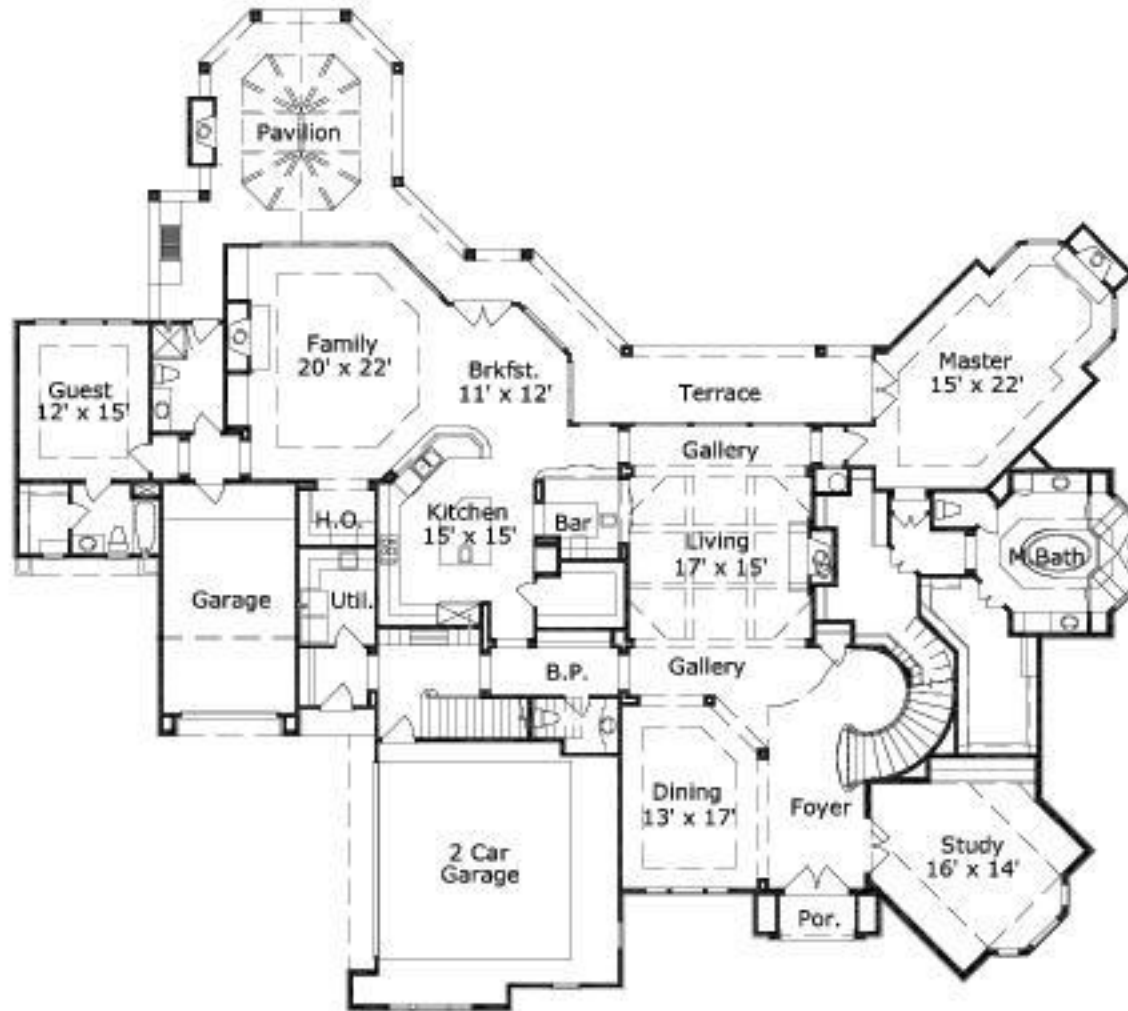 Pavilion
Family
20' x 22'
Master
15' x 22'
Brkfst.
11' x 12'
Guest
12' x 15'
Terrace
Gallery
Kitchen
15' x 15'
H.O.
Bar
Living
17' x 15'
M.Bath
Garage
Util.
B.P.
Gallery
Dining
13' x 17'
Foyer
2 Car
Garage
Study
16' x 14'
Por.